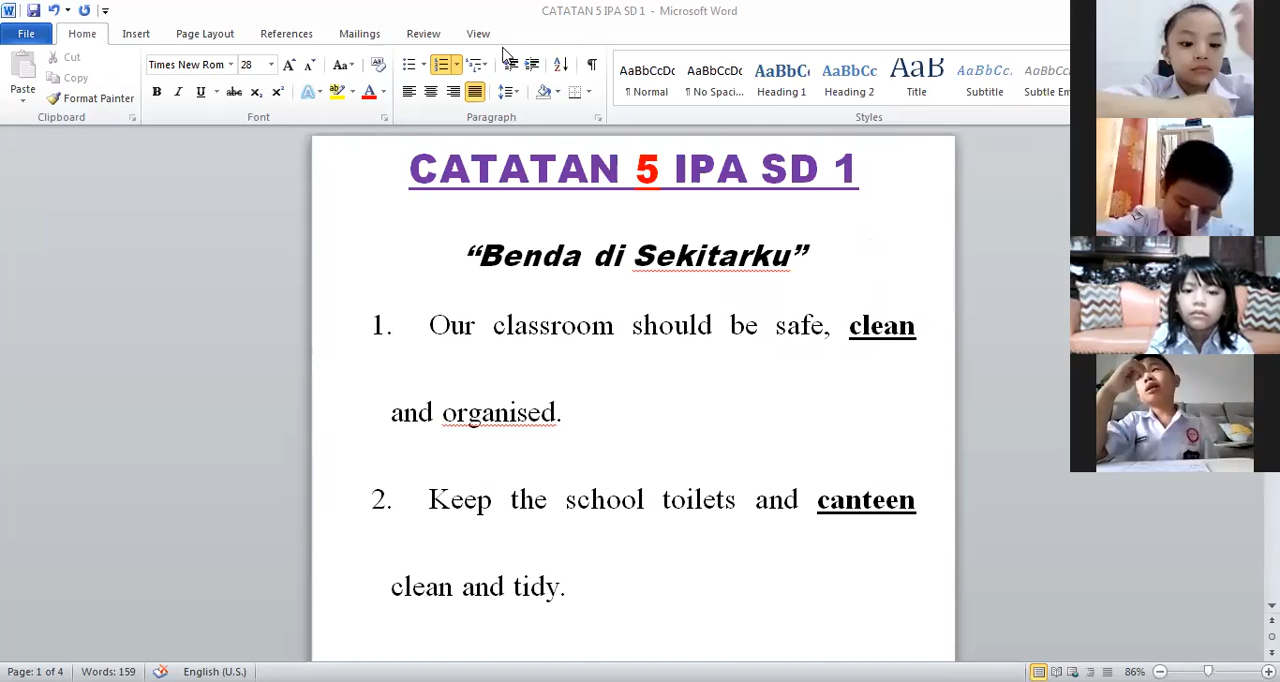 CATATAN 5 IPA SD 1 - Microsoft Word
File Home Insert Page Layout References Mailings Review View
Cut
Copy
Paste
Format Painter
Times New Rom 28
AaBbCcDc AaBbCcDc AaBbC AaBbCc AaB AaBbCc. AaBbCcD
¶ Normal ¶ No Spaci... Heading 1 Heading 2 Title Subtitle Subtle Em
Clipboard Font Paragraph Styles
CATATAN 5 IPA SD 1
“Benda di Sekitarku”
1. Our classroom should be safe, clean
and organised.
2. Keep the school toilets and canteen
clean and tidy.
Page: 1 of 4 Words: 159 English (U.S.) 86%